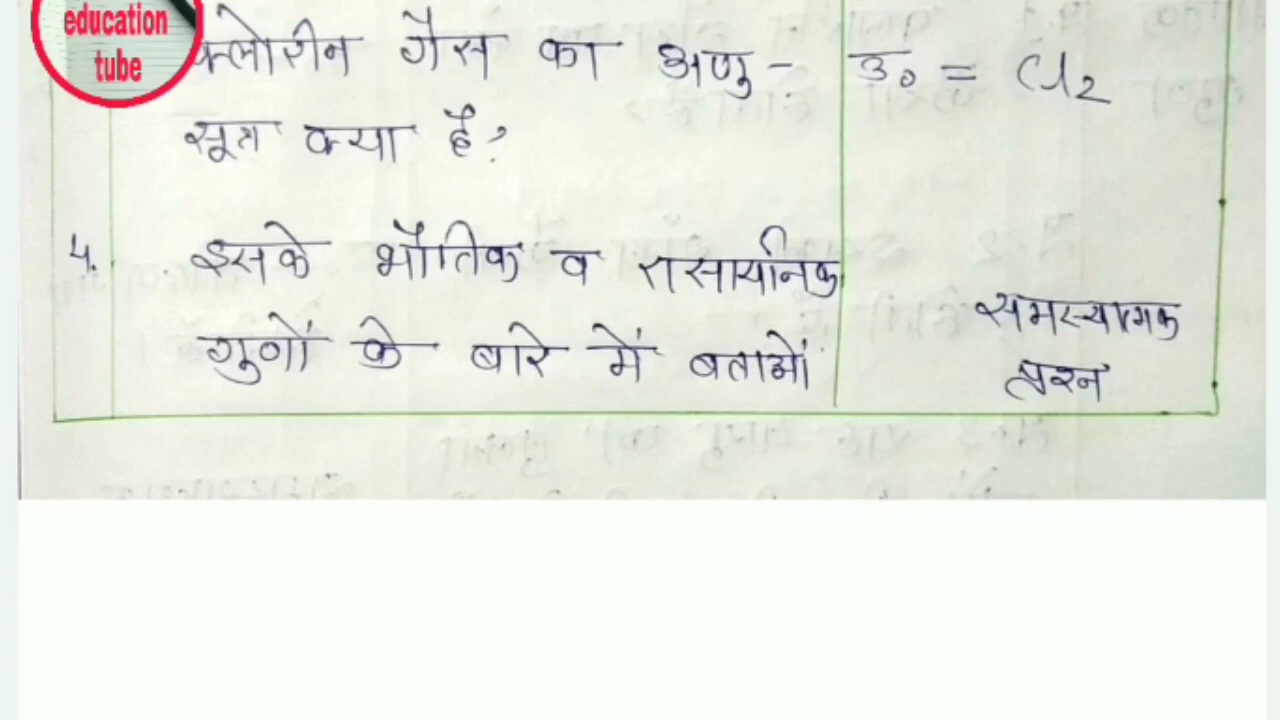 education
tube
क्लोरीन गैस का अणु - उ० = Cl2
सूत्र क्या है?
4. इसके भौतिक व रासायनिक
गुणों के बारे में बताओं
समस्यात्मक
प्रश्न